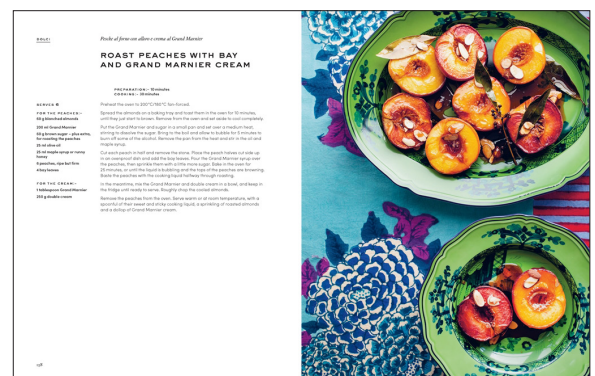 DOLCI
Pesche al forno con alloro e crema al Grand Marnier
ROAST PEACHES WITH BAY
AND GRAND MARNIER CREAM
PREPARATION:- 10 minutes
COOKING:- 35 minutes
SERVES 6
FOR THE PEACHES:-
50 g blanched almonds
200 ml Grand Marnier
50 g brown sugar – plus extra,
for roasting the peaches
25 ml olive oil
25 ml maple syrup or runny
honey
6 peaches, ripe but firm
4 bay leaves
FOR THE CREAM:-
1 tablespoon Grand Marnier
250 g double cream
Preheat the oven to 200°C/180°C fan-forced.
Spread the almonds on a baking tray and toast them in the oven for 10 minutes,
until they just start to brown. Remove from the oven and set aside to cool completely.
Put the Grand Marnier and sugar in a small pan and set over a medium heat,
stirring to dissolve the sugar. Bring to the boil and allow to bubble for 5 minutes to
burn off some of the alcohol. Remove the pan from the heat and stir in the oil and
maple syrup.
Cut each peach in half and remove the stone. Place the peach halves cut side up
in an ovenproof dish and add the bay leaves. Pour the Grand Marnier syrup over
the peaches, then sprinkle them with a little more sugar. Bake in the oven for
25 minutes, or until the liquid is bubbling and the tops of the peaches are browning.
Baste the peaches with the cooking liquid halfway through roasting.
In the meantime, mix the Grand Marnier and double cream in a bowl, and keep in
the fridge until ready to serve. Roughly chop the cooled almonds.
Remove the peaches from the oven. Serve warm or at room temperature, with a
spoonful of their sweet and sticky cooking liquid, a sprinkling of roasted almonds
and a dollop of Grand Marnier cream.